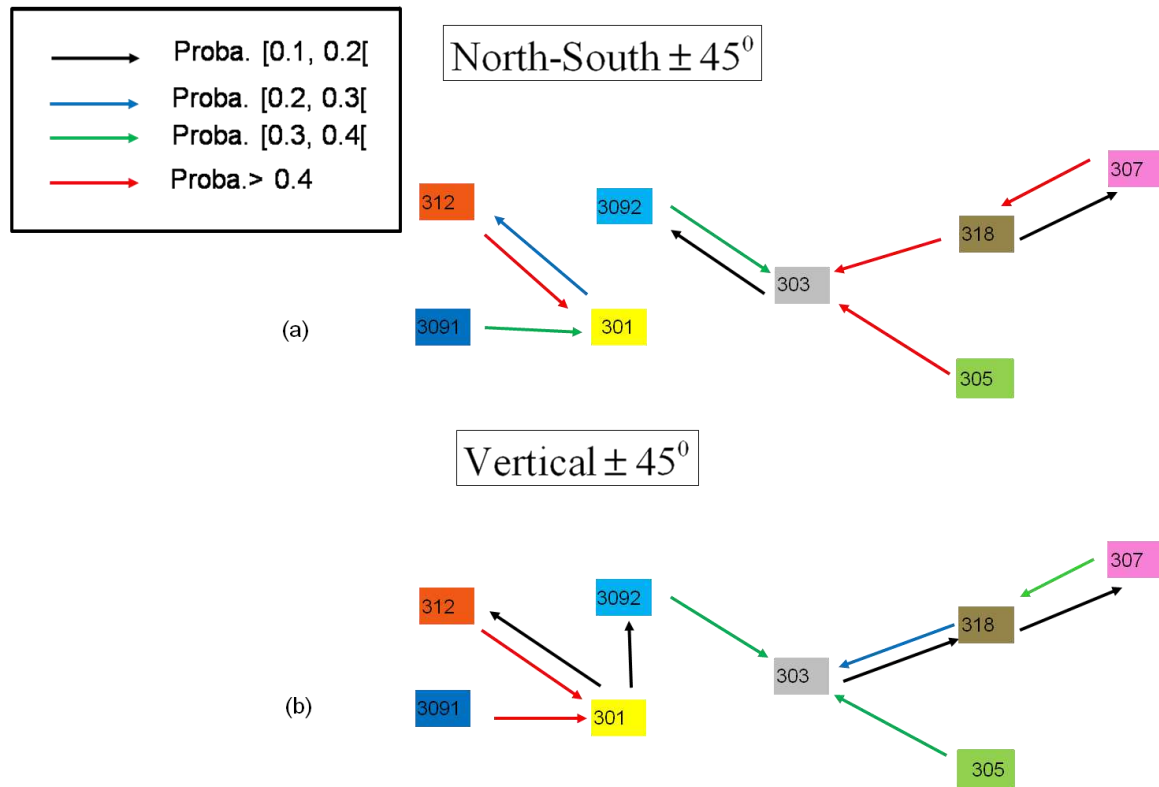 Proba. [0.1, 0.2[
Proba. [0.2, 0.3[
Proba. [0.3, 0.4[
Proba.> 0.4
North-South ± 45⁰
307
312
3092
318
303
3091
301
(a)
305
Vertical ± 45⁰
307
312
3092
318
303
3091
301
(b)
305